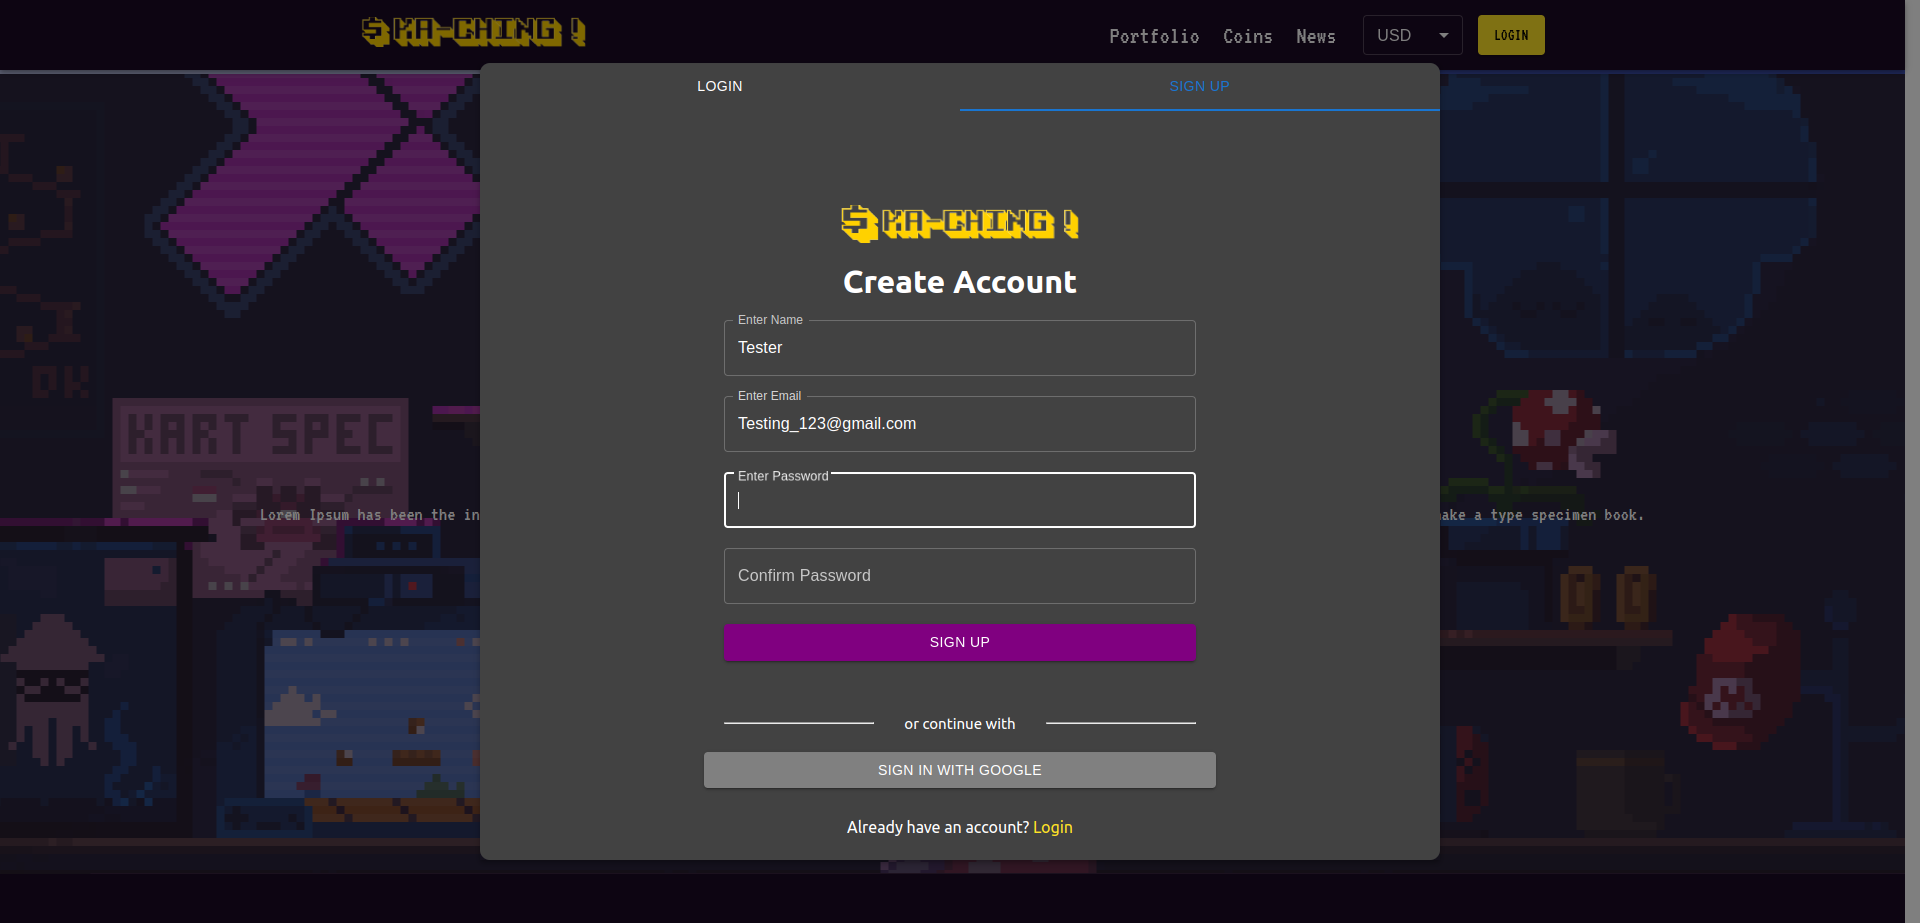 $ KA-CHING !
Portfolio Coins News USD LOGIN
LOGIN SIGN UP
$ KA-CHING !
Create Account
Enter Name
Tester
Enter Email
Testing_123@gmail.com
Enter Password
Confirm Password
SIGN UP
or continue with
SIGN IN WITH GOOGLE
Already have an account? Login
DK
KART SPEC
Lorem Ipsum has been the in
ake a type specimen book.